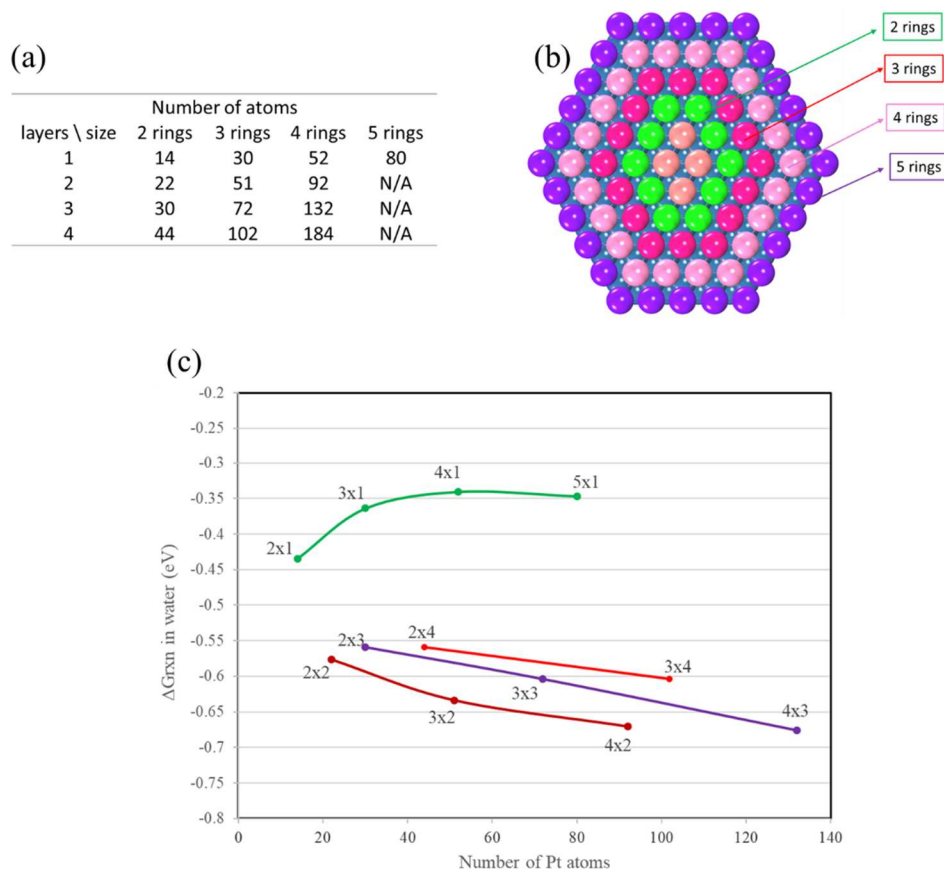 (a)
Number of atoms
layers \ size 2 rings 3 rings 4 rings 5 rings
1 14 30 52 80
2 22 51 92 N/A
3 30 72 132 N/A
4 44 102 184 N/A
(b)
2 rings
3 rings
4 rings
5 rings
(c)
ΔGrxn in water (eV)
-0.2
-0.25
-0.3
-0.35
-0.4
-0.45
-0.5
-0.55
-0.6
-0.65
-0.7
-0.75
-0.8
2x1
3x1
4x1
5x1
2x3
2x4
2x2
3x3
3x4
3x2
4x3
4x2
0 20 40 60 80 100 120 140
Number of Pt atoms